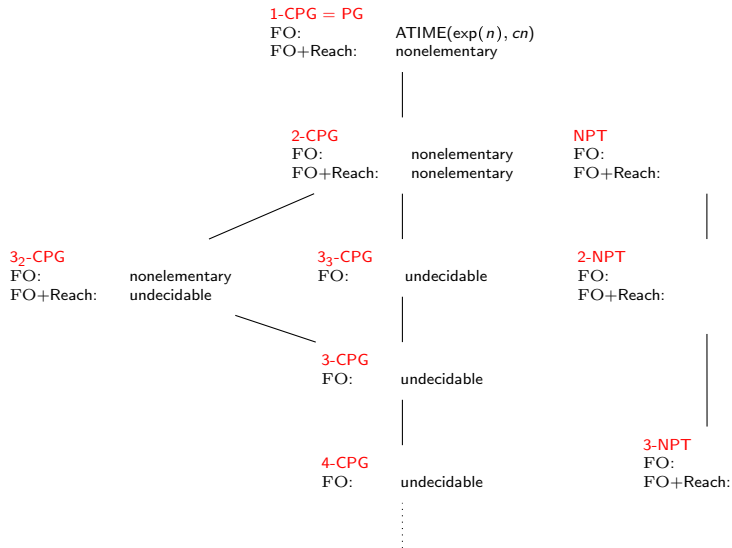 1-CPG = PG
FO: ATIME(exp(n), cn)
FO+Reach: nonelementary
2-CPG
FO: nonelementary
FO+Reach: nonelementary
NPT
FO:
FO+Reach:
3₂-CPG
FO: nonelementary
FO+Reach: undecidable
3₃-CPG
FO: undecidable
2-NPT
FO:
FO+Reach:
3-CPG
FO: undecidable
4-CPG
FO: undecidable
3-NPT
FO:
FO+Reach: